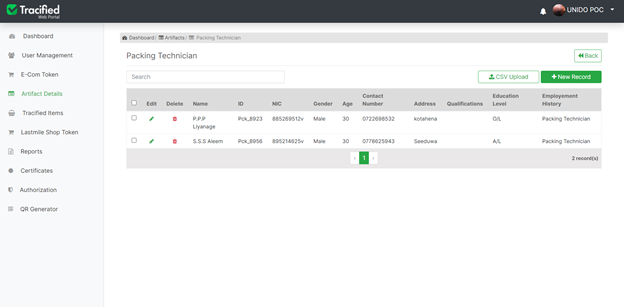 Tracified
Web Portal
UNIDO POC
Dashboard
User Management
E-Com Token
Artifact Details
Tracified Items
Lastmile Shop Token
Reports
Certificates
Authorization
QR Generator
Dashboard / Artifacts / Packing Technician
Packing Technician
Back
Search
CSV Upload
New Record
Edit Delete Name ID NIC Gender Age Contact Number Address Qualifications Education Level Employement History
P.P.P Liyanage Pck_8923 885269512v Male 30 0722698532 kotahena O/L Packing Technician
S.S.S Aleem Pck_8956 895214625v Male 30 0778625943 Seeduwa A/L Packing Technician
‹ 1 ›
2 record(s)